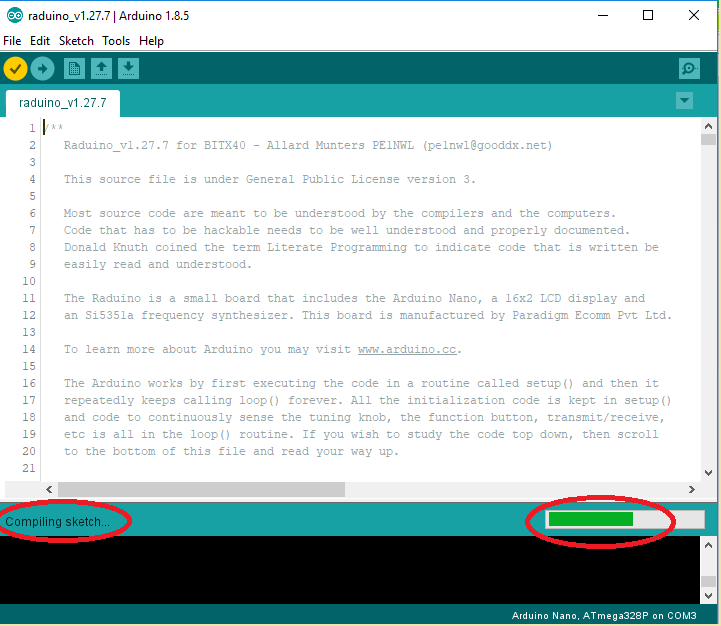 raduino_v1.27.7 | Arduino 1.8.5
File Edit Sketch Tools Help
raduino_v1.27.7
1 /**
2 Raduino_v1.27.7 for BITX40 - Allard Munters PE1NWL (pe1nwl@gooddx.net)
3
4 This source file is under General Public License version 3.
5
6 Most source code are meant to be understood by the compilers and the computers.
7 Code that has to be hackable needs to be well understood and properly documented.
8 Donald Knuth coined the term Literate Programming to indicate code that is written be
9 easily read and understood.
10
11 The Raduino is a small board that includes the Arduino Nano, a 16x2 LCD display and
12 an Si5351a frequency synthesizer. This board is manufactured by Paradigm Ecomm Pvt Ltd.
13
14 To learn more about Arduino you may visit www.arduino.cc.
15
16 The Arduino works by first executing the code in a routine called setup() and then it
17 repeatedly keeps calling loop() forever. All the initialization code is kept in setup()
18 and code to continuously sense the tuning knob, the function button, transmit/receive,
19 etc is all in the loop() routine. If you wish to study the code top down, then scroll
20 to the bottom of this file and read your way up.
21
Compiling sketch...
Arduino Nano, ATmega328P on COM3